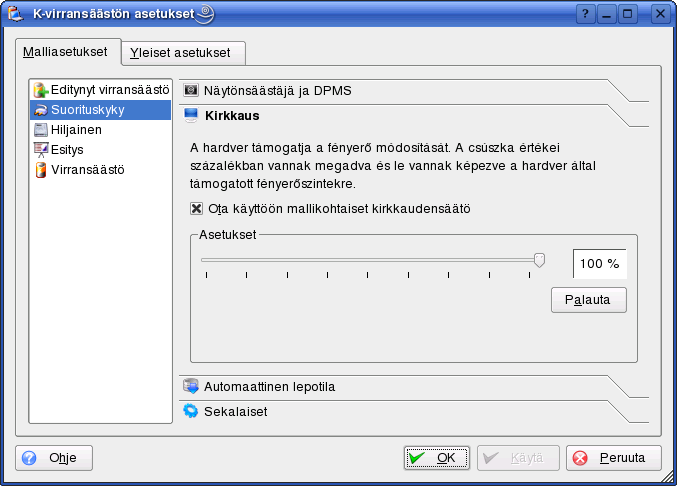 K-virransäästön asetukset
Malliasetukset
Yleiset asetukset
Editynyt virransäästö
Suorituskyky
Hiljainen
Esitys
Virransäästö
Näytönsäästäjä ja DPMS
Kirkkaus
A hardver támogatja a fényerő módosítását. A csúszka értékei
százalékban vannak megadva és le vannak képezve a hardver által
támogatott fényerőszintekre.
Ota käyttöön mallikohtaiset kirkkaudensäätö
Asetukset
100 %
Palauta
Automaattinen lepotila
Sekalaiset
Ohje
OK
Käytä
Peruuta